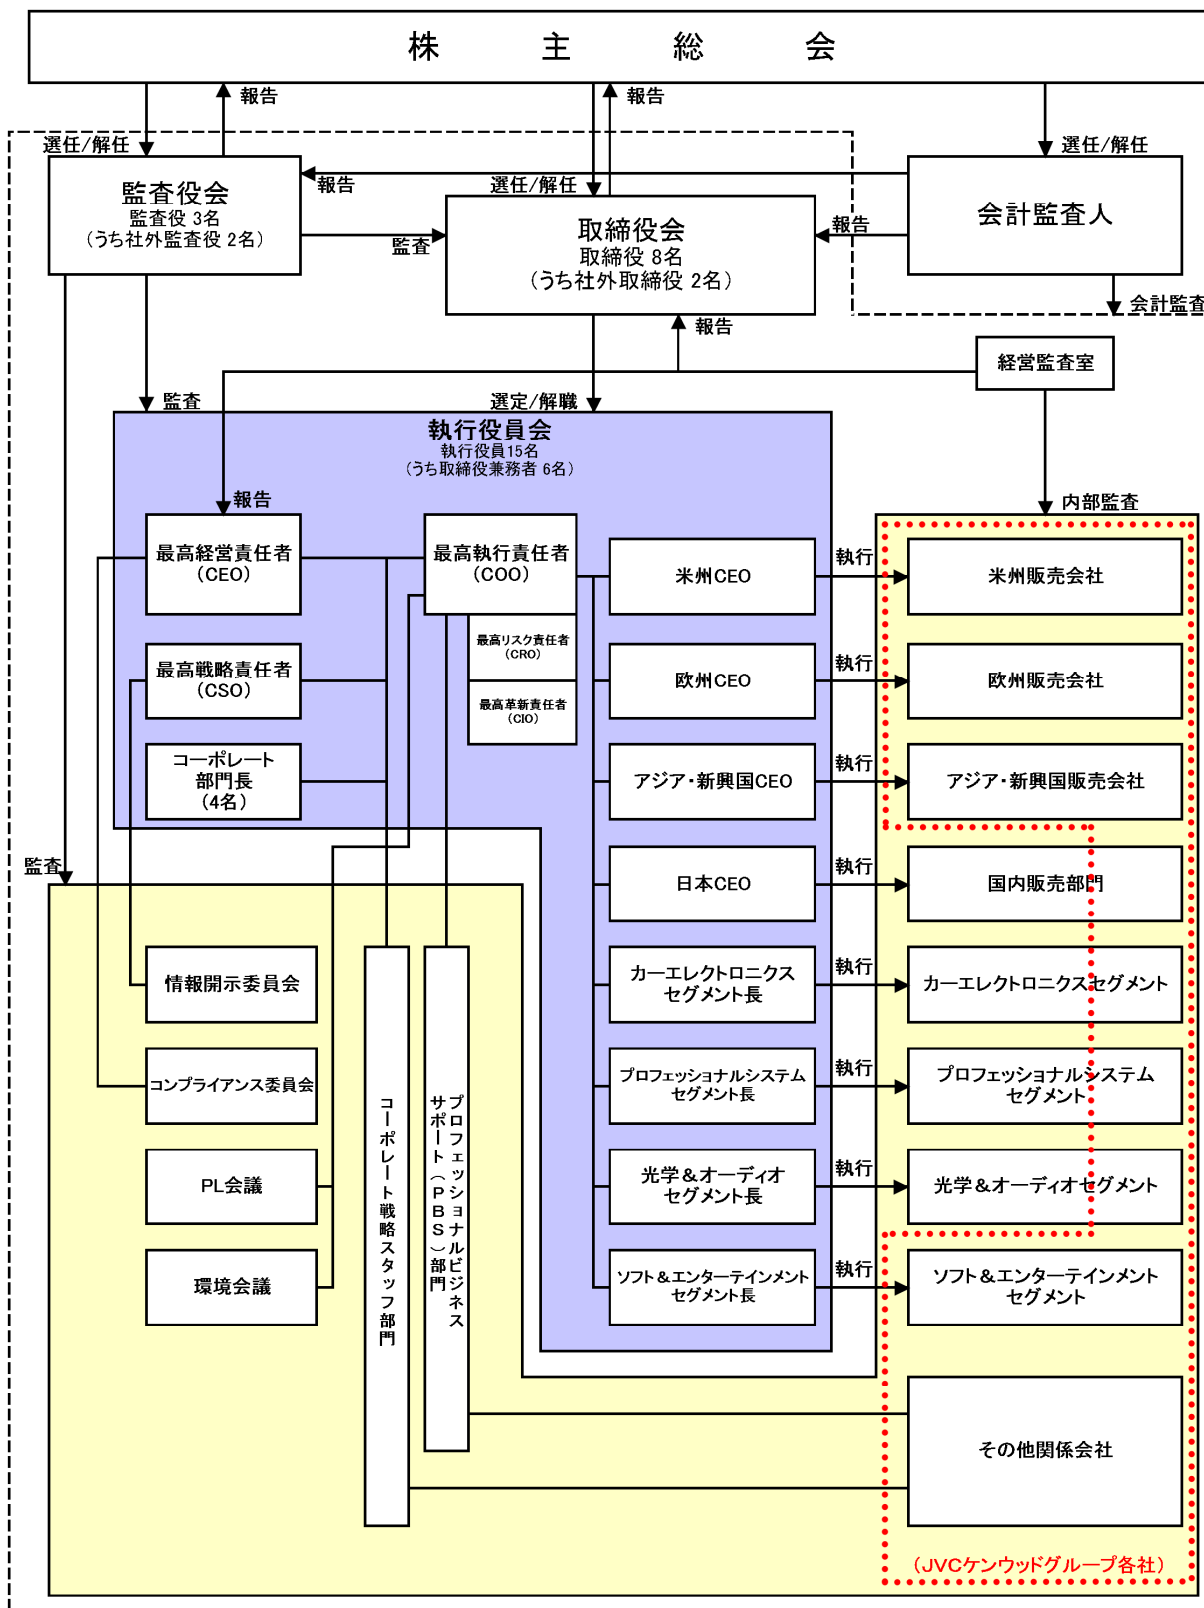 株主総会
報告
報告
選任/解任
選任/解任
監査役会
監査役 3名
(うち社外監査役 2名)
報告
選任/解任
取締役会
取締役 8名
(うち社外取締役 2名)
監査
報告
会計監査人
会計監査
報告
経営監査室
監査
選定/解職
執行役員会
執行役員15名
(うち取締役兼務者 6名)
報告
内部監査
最高経営責任者
(CEO)
最高執行責任者
(COO)
米州CEO
執行
米州販売会社
最高リスク責任者
(CRO)
最高戦略責任者
(CSO)
欧州CEO
執行
欧州販売会社
最高革新責任者
(CIO)
コーポレート
部門長
(4名)
アジア・新興国CEO
執行
アジア・新興国販売会社
監査
日本CEO
執行
国内販売部門
情報開示委員会
カーエレクトロニクス
セグメント長
執行
カーエレクトロニクスセグメント
コンプライアンス委員会
プロフェッショナルシステム
セグメント長
執行
プロフェッショナルシステム
セグメント
コーポレート戦略スタッフ部門
プロフェッショナルビジネス
サポート(PBS)部門
PL会議
光学&オーディオ
セグメント長
執行
光学&オーディオセグメント
環境会議
ソフト&エンターテインメント
セグメント長
執行
ソフト&エンターテインメント
セグメント
その他関係会社
(JVCケンウッドグループ各社)